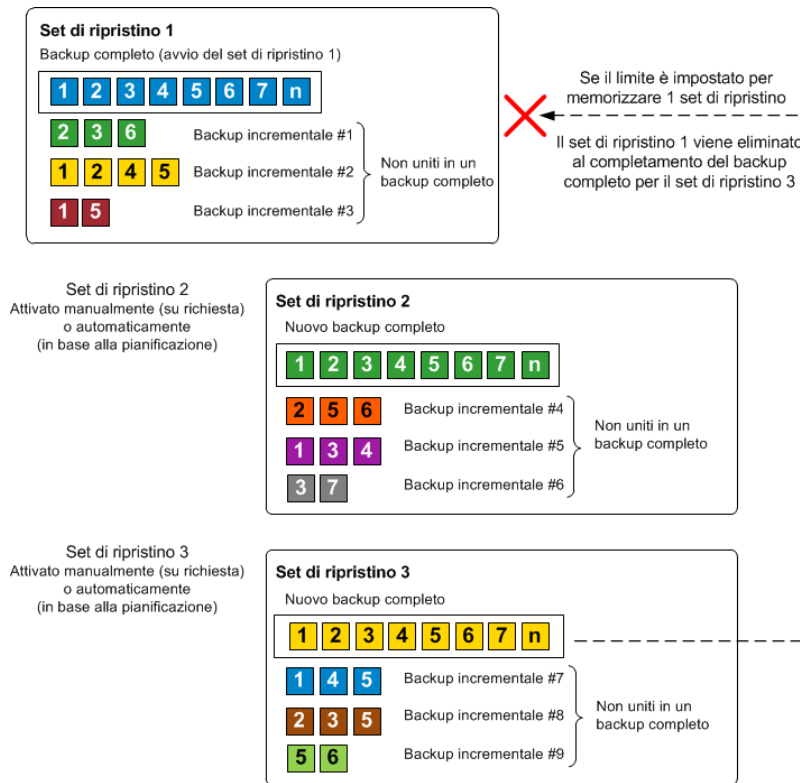 Set di ripristino 1
Backup completo (avvio del set di ripristino 1)
1 2 3 4 5 6 7 n
2 3 6 Backup incrementale #1
1 2 4 5 Backup incrementale #2
1 5 Backup incrementale #3
Non uniti in un
backup completo
Se il limite è impostato per
memorizzare 1 set di ripristino
Il set di ripristino 1 viene eliminato
al completamento del backup
completo per il set di ripristino 3
Set di ripristino 2
Attivato manualmente (su richiesta)
o automaticamente
(in base alla pianificazione)
Set di ripristino 2
Nuovo backup completo
1 2 3 4 5 6 7 n
2 5 6 Backup incrementale #4
1 3 4 Backup incrementale #5
3 7 Backup incrementale #6
Non uniti in un
backup completo
Set di ripristino 3
Attivato manualmente (su richiesta)
o automaticamente
(in base alla pianificazione)
Set di ripristino 3
Nuovo backup completo
1 2 3 4 5 6 7 n
1 4 5 Backup incrementale #7
2 3 5 Backup incrementale #8
5 6 Backup incrementale #9
Non uniti in un
backup completo